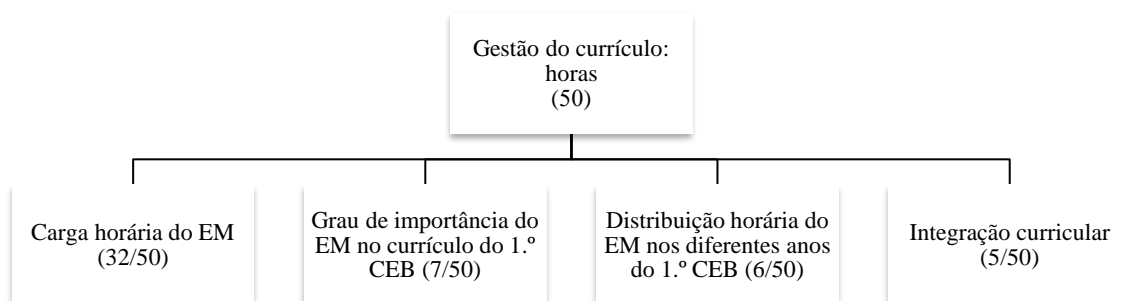 Gestão do currículo:
horas
(50)
Carga horária do EM
(32/50)
Grau de importância do
EM no currículo do 1.º
CEB (7/50)
Distribuição horária do
EM nos diferentes anos
do 1.º CEB (6/50)
Integração curricular
(5/50)